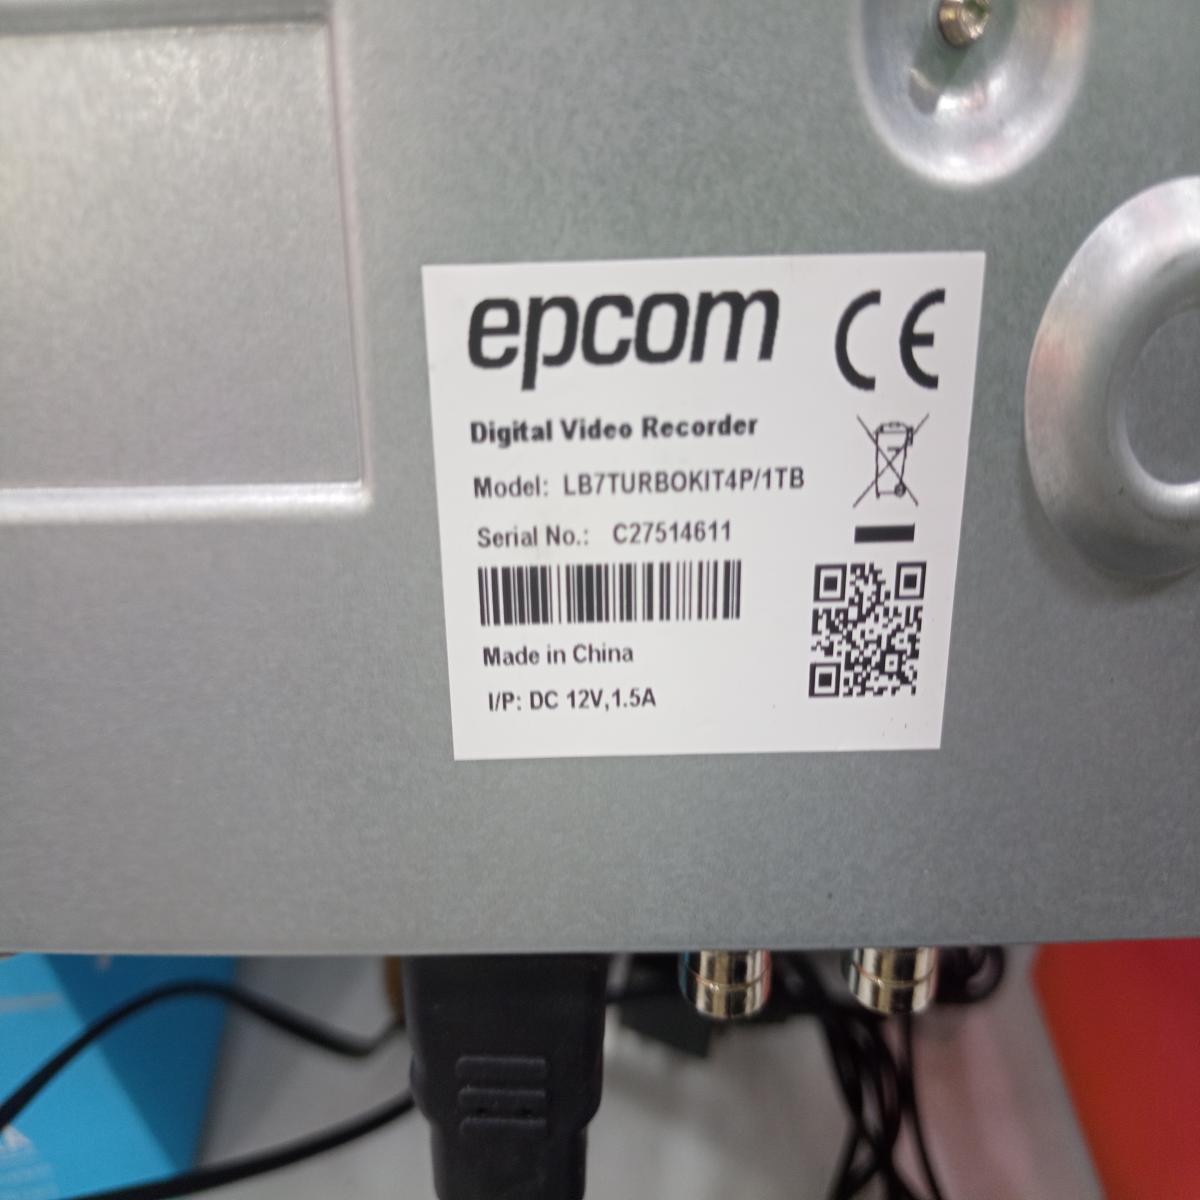 epcom CE
Digital Video Recorder
Model: LB7TURBOKIT4P/1TB
Serial No.: C27514611
Made in China
I/P: DC 12V,1.5A